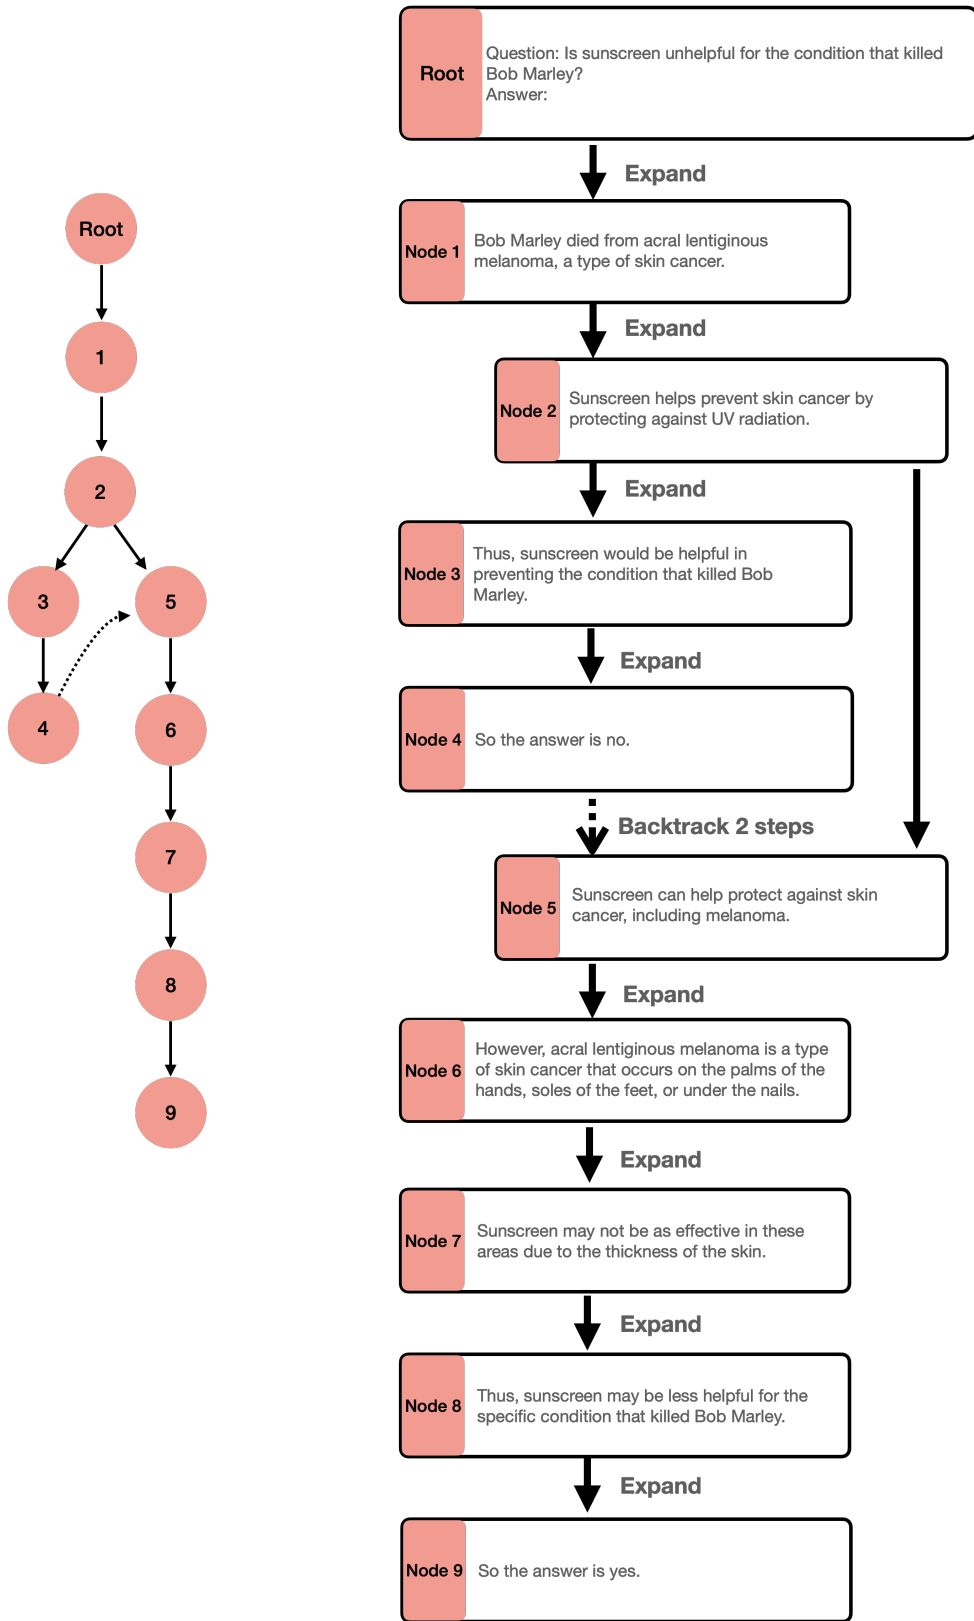 Root
Question: Is sunscreen unhelpful for the condition that killed
Bob Marley?
Answer:
Expand
Node 1
Bob Marley died from acral lentiginous
melanoma, a type of skin cancer.
Expand
Node 2
Sunscreen helps prevent skin cancer by
protecting against UV radiation.
Expand
Node 3
Thus, sunscreen would be helpful in
preventing the condition that killed Bob
Marley.
Expand
Node 4
So the answer is no.
Backtrack 2 steps
Node 5
Sunscreen can help protect against skin
cancer, including melanoma.
Expand
Node 6
However, acral lentiginous melanoma is a type
of skin cancer that occurs on the palms of the
hands, soles of the feet, or under the nails.
Expand
Node 7
Sunscreen may not be as effective in these
areas due to the thickness of the skin.
Expand
Node 8
Thus, sunscreen may be less helpful for the
specific condition that killed Bob Marley.
Expand
Node 9
So the answer is yes.
Root
1
2
3
5
4
6
7
8
9